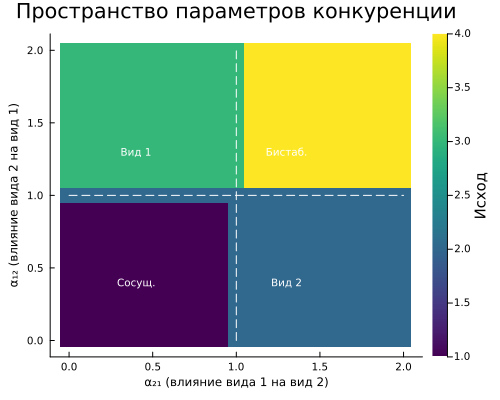 Пространство параметров конкуренции
α₁₂ (влияние вида 2 на вид 1)
2.0
1.5
1.0
0.5
0.0
Вид 1
Бистаб.
Сосущ.
Вид 2
0.0
0.5
1.0
1.5
2.0
α₂₁ (влияние вида 1 на вид 2)
4.0
3.5
3.0
2.5
2.0
1.5
1.0
Исход